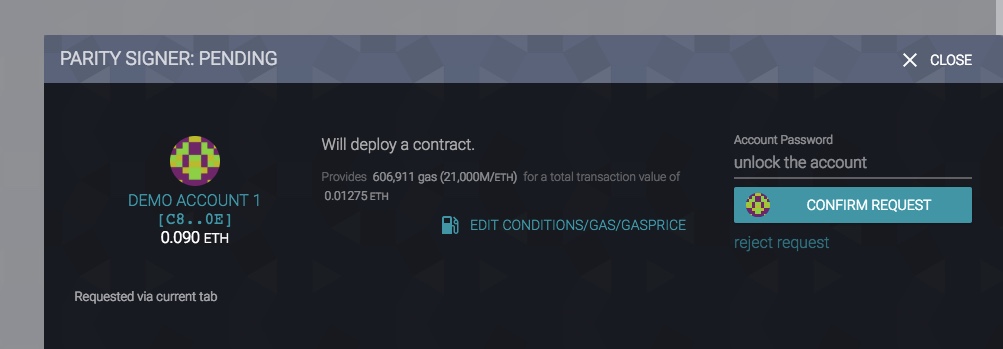 PARITY SIGNER: PENDING
CLOSE
DEMO ACCOUNT 1
[C8..0E]
0.090 ETH
Requested via current tab
Will deploy a contract.
Provides 606,911 gas (21,000M/ETH) for a total transaction value of
0.01275 ETH
EDIT CONDITIONS/GAS/GASPRICE
Account Password
unlock the account
CONFIRM REQUEST
reject request